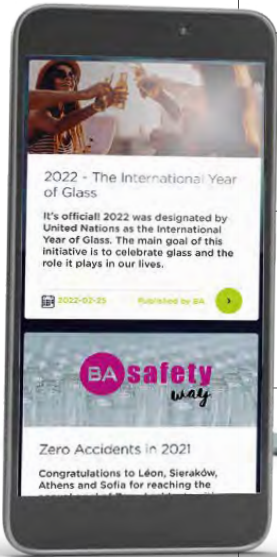 2022 - The International Year
of Glass
It's official! 2022 was designated by
United Nations as the International
Year of Glass. The main goal of this
initiative is to celebrate glass and the
role it plays in our lives.
2022-02-25 Published by BA
BA safety
way
Zero Accidents in 2021
Congratulations to Léon, Sieraków,
Athens and Sofia for reaching the